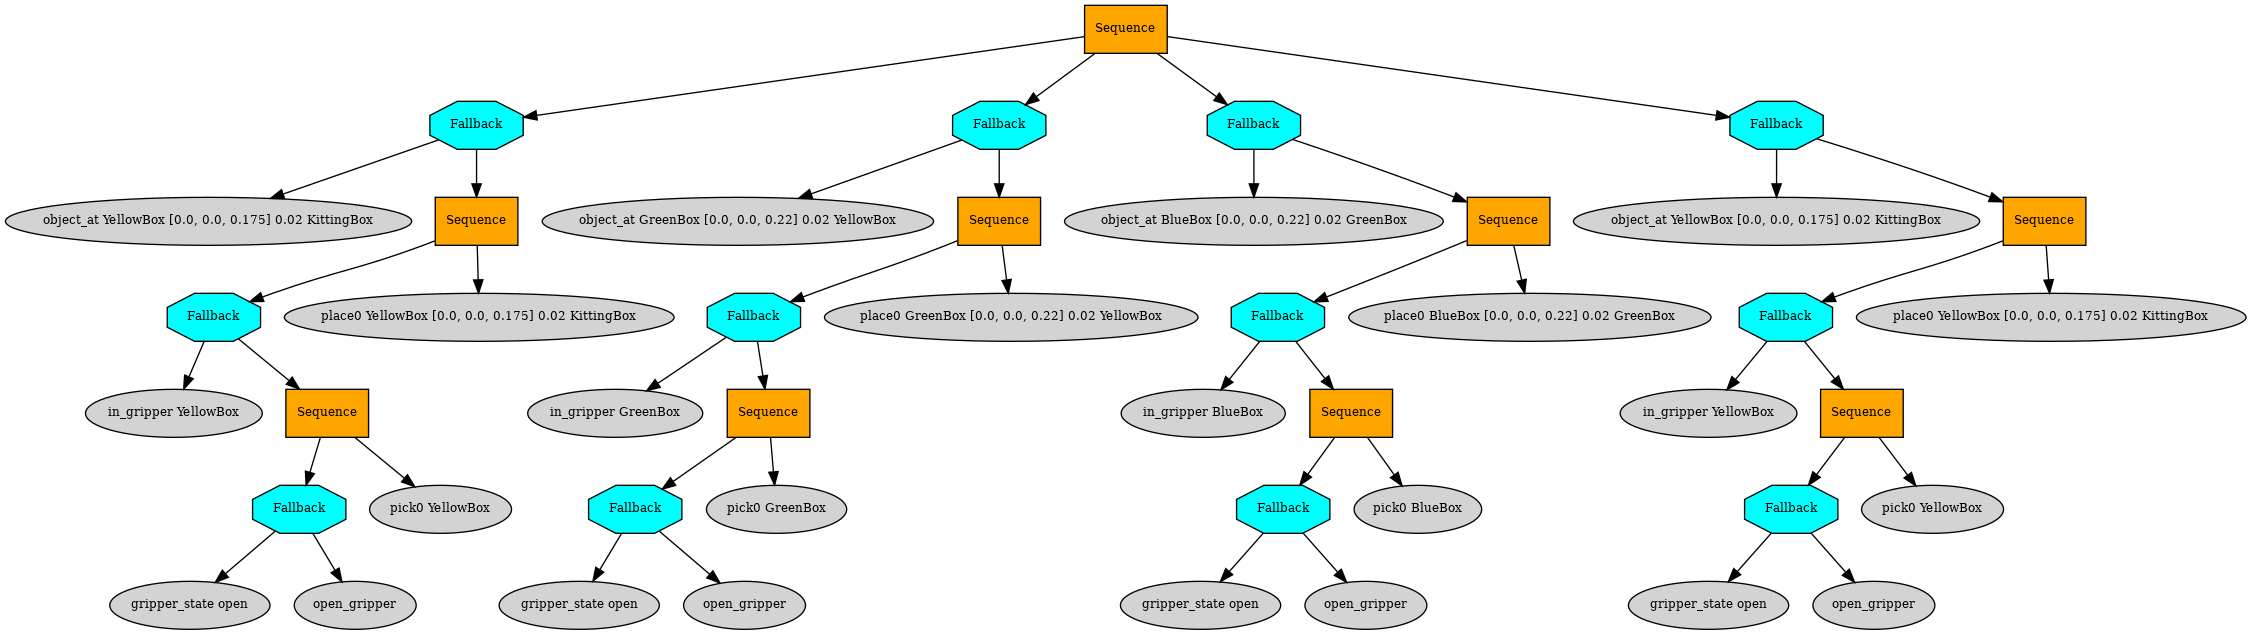 Sequence
Fallback
Fallback
Fallback
Fallback
object_at YellowBox [0.0, 0.0, 0.175] 0.02 KittingBox
Sequence
object_at GreenBox [0.0, 0.0, 0.22] 0.02 YellowBox
Sequence
object_at BlueBox [0.0, 0.0, 0.22] 0.02 GreenBox
Sequence
object_at YellowBox [0.0, 0.0, 0.175] 0.02 KittingBox
Sequence
Fallback
place0 YellowBox [0.0, 0.0, 0.175] 0.02 KittingBox
Fallback
place0 GreenBox [0.0, 0.0, 0.22] 0.02 YellowBox
Fallback
place0 BlueBox [0.0, 0.0, 0.22] 0.02 GreenBox
Fallback
place0 YellowBox [0.0, 0.0, 0.175] 0.02 KittingBox
in_gripper YellowBox
Sequence
in_gripper GreenBox
Sequence
in_gripper BlueBox
Sequence
in_gripper YellowBox
Sequence
Fallback
pick0 YellowBox
Fallback
pick0 GreenBox
Fallback
pick0 BlueBox
Fallback
pick0 YellowBox
gripper_state open
open_gripper
gripper_state open
open_gripper
gripper_state open
open_gripper
gripper_state open
open_gripper